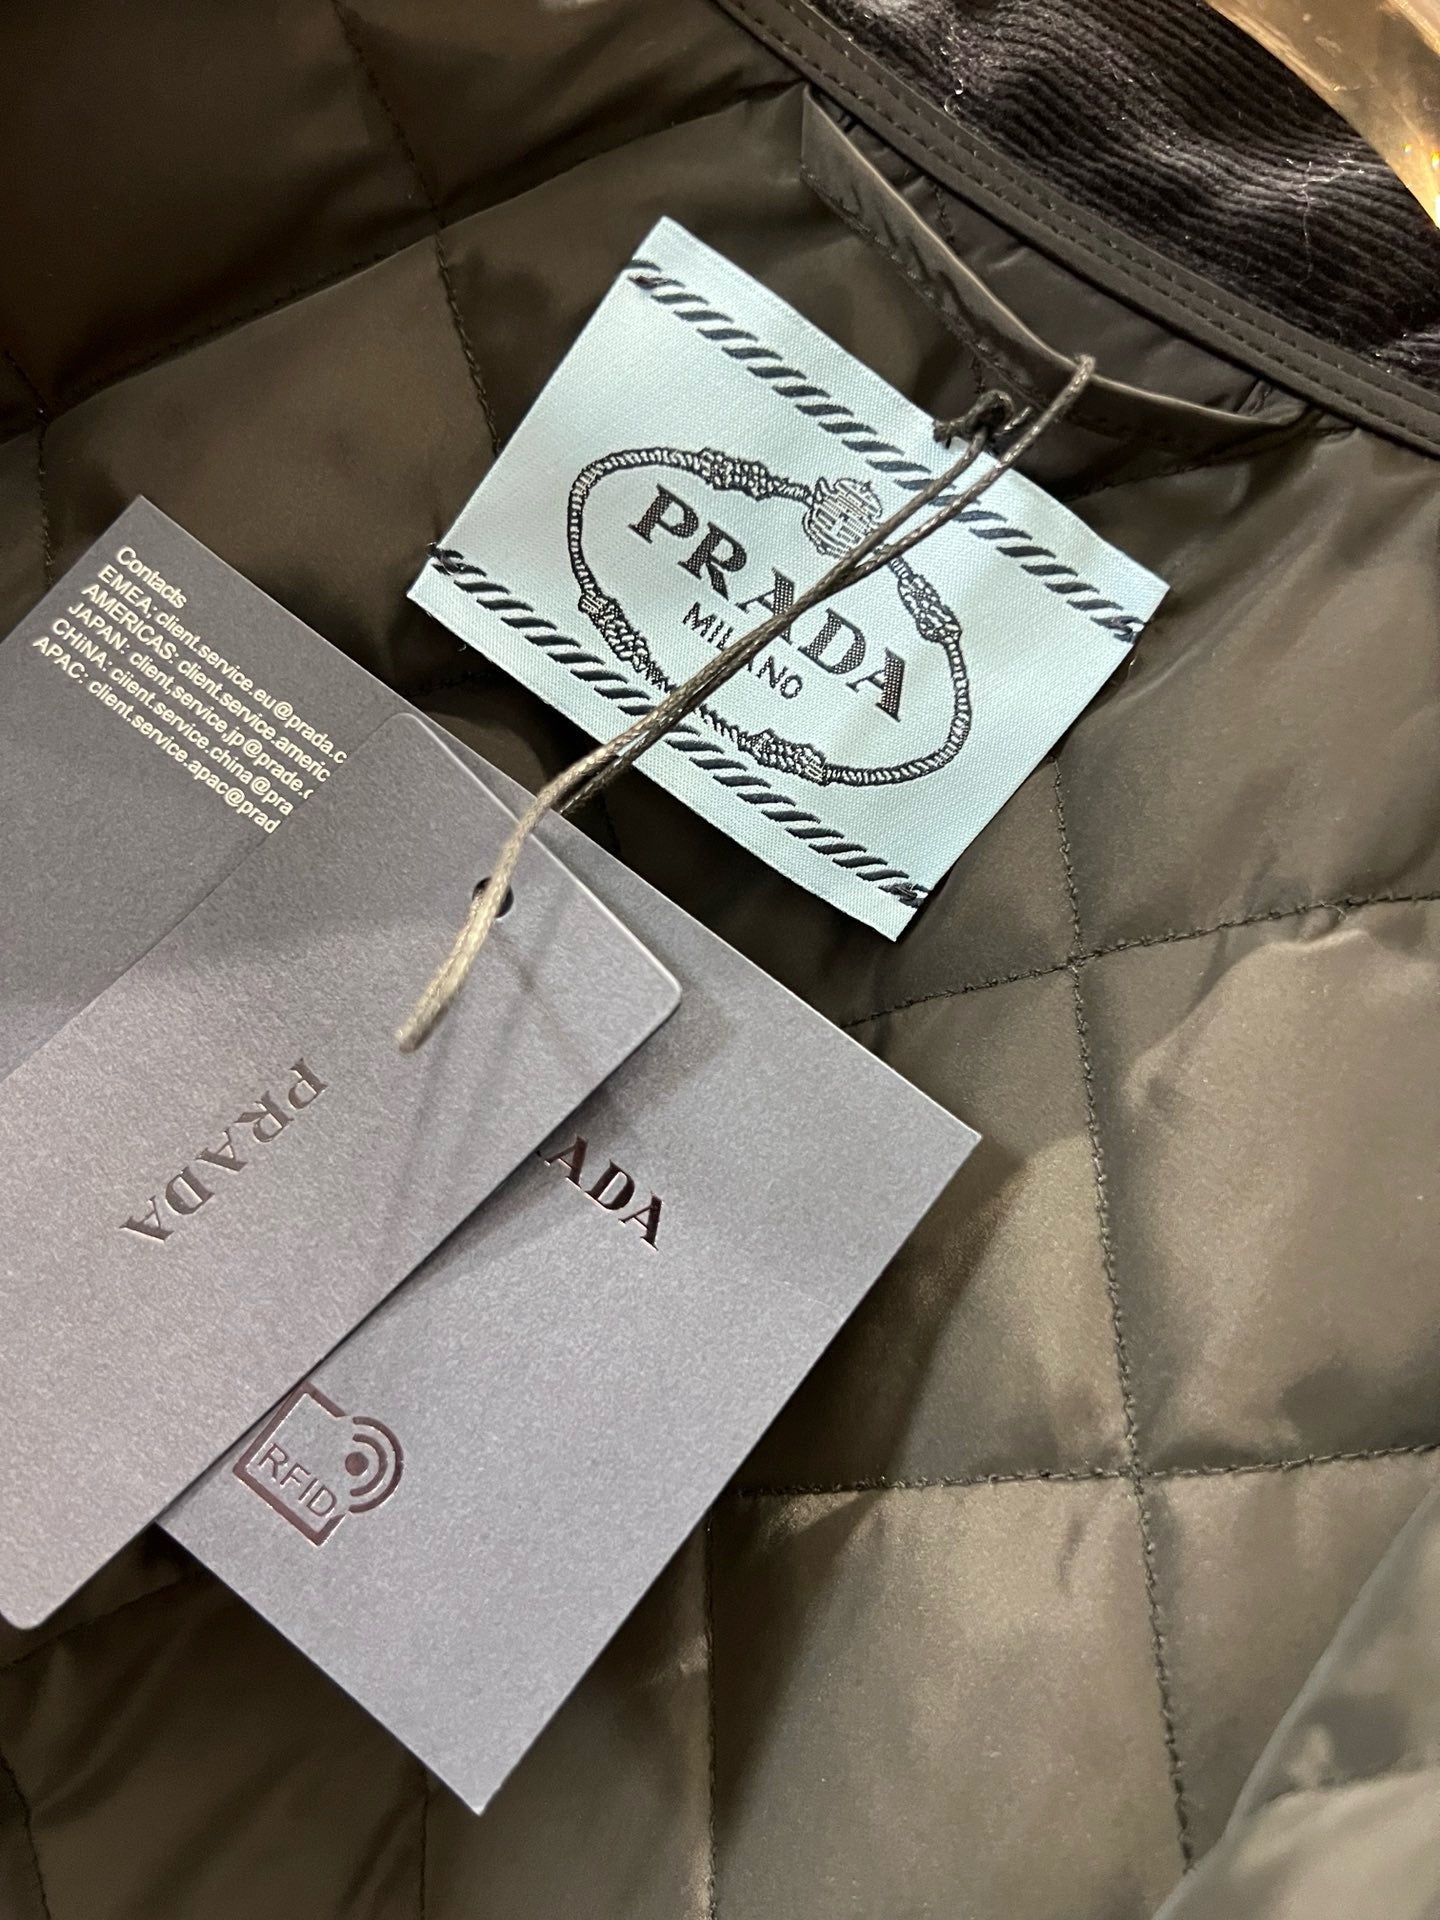 PRADA
MILANO
Contacts
EMEA: client.service.eu@prada.c
AMERICAS: client.service.americ
JAPAN: client,service.jp@prade.c
CHINA: client.service.china@pra
APAC: client.service.apac@prad
PRADA
ADA
RFID